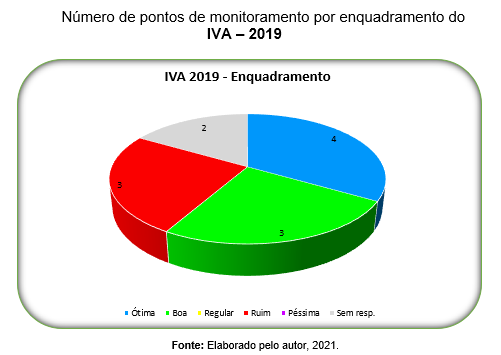 Número de pontos de monitoramento por enquadramento do
IVA – 2019
IVA 2019 - Enquadramento
2
4
3
3
Ótima Boa Regular Ruim Péssima Sem resp.
Fonte: Elaborado pelo autor, 2021.